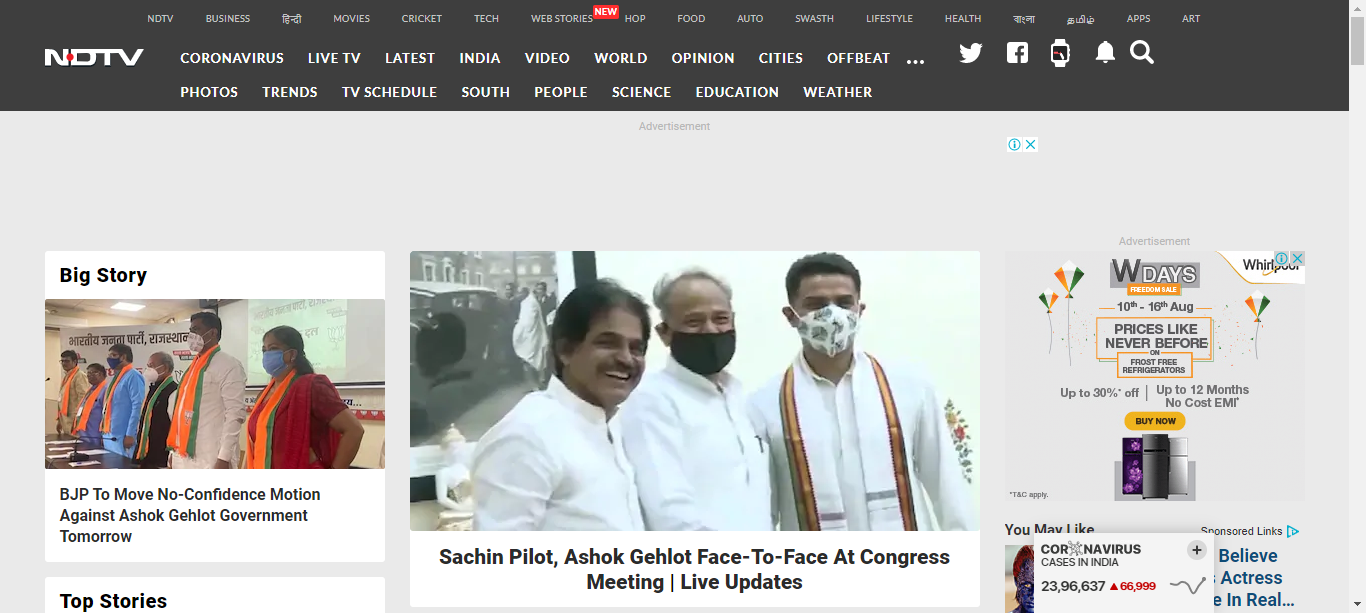 NDTV BUSINESS हिन्दी MOVIES CRICKET TECH WEB STORIES NEW HOP FOOD AUTO SWASTH LIFESTYLE HEALTH বাংলা தமிழ் APPS ART
NDTV
CORONAVIRUS LIVE TV LATEST INDIA VIDEO WORLD OPINION CITIES OFFBEAT ...
PHOTOS TRENDS TV SCHEDULE SOUTH PEOPLE SCIENCE EDUCATION WEATHER
Advertisement
Big Story
भारतीय जनता पार्टी, राजस्थान
BJP To Move No-Confidence Motion
Against Ashok Gehlot Government
Tomorrow
Top Stories
Sachin Pilot, Ashok Gehlot Face-To-Face At Congress
Meeting | Live Updates
Advertisement
Whirlpool
W DAYS
FREEDOM SALE
10th - 16th Aug
PRICES LIKE
NEVER BEFORE
ON
FROST FREE
REFRIGERATORS
Up to 30%* off | Up to 12 Months
No Cost EMI*
BUY NOW
*T&C apply.
You May Like
Sponsored Links
Believe
Actress
e In Real...
CORONAVIRUS
CASES IN INDIA
23,96,637 ▲66,999